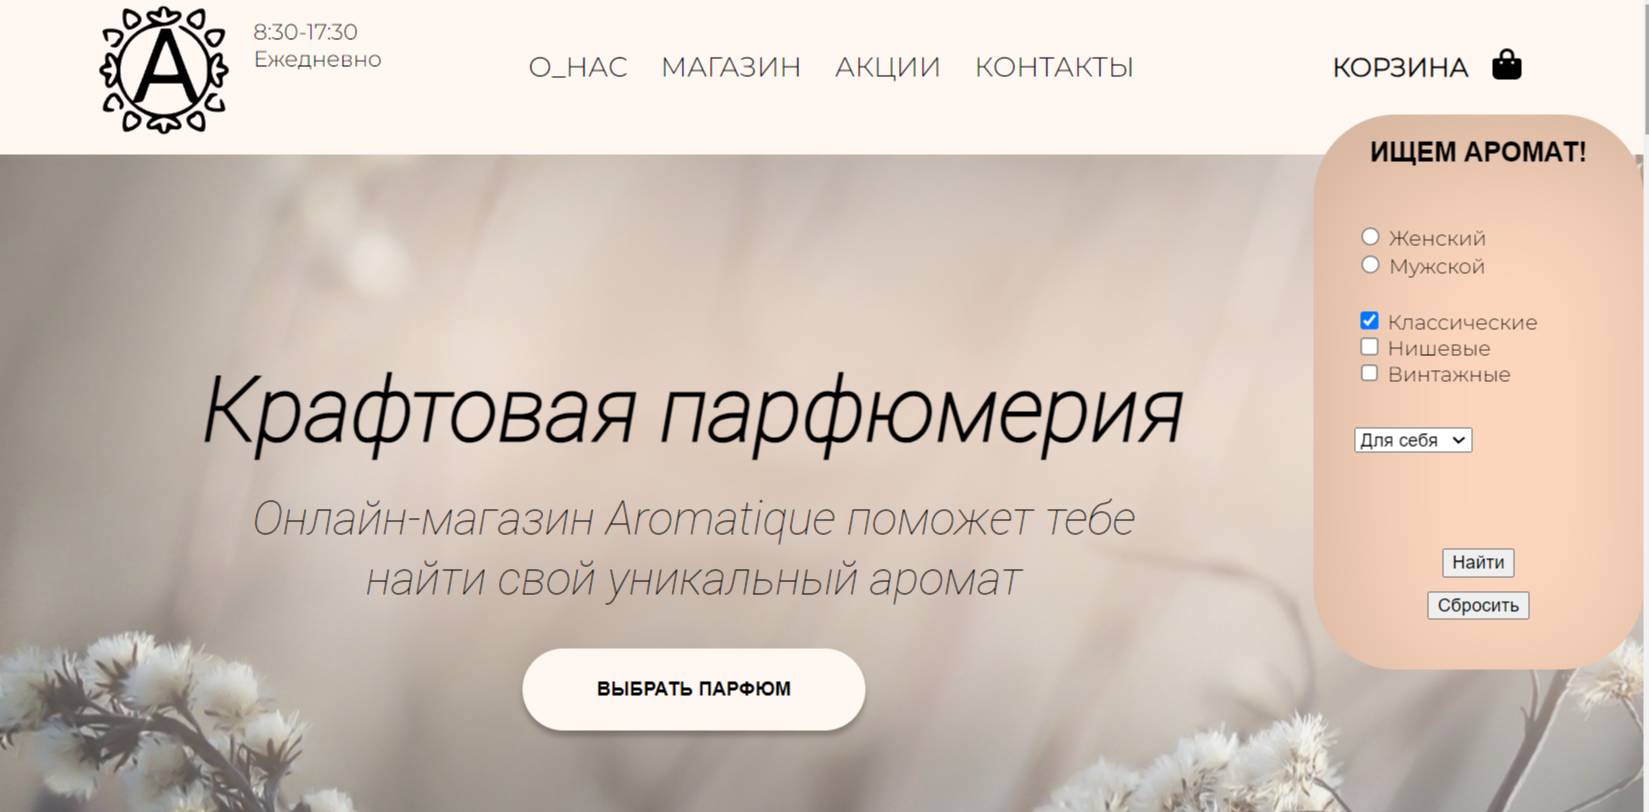 А
8:30-17:30
Ежедневно
О_НАС МАГАЗИН АКЦИИ КОНТАКТЫ
КОРЗИНА
ИЩЕМ АРОМАТ!
Женский
Мужской
Классические
Нишевые
Винтажные
Для себя
Найти
Сбросить
Крафтовая парфюмерия
Онлайн-магазин Aromatique поможет тебе
найти свой уникальный аромат
ВЫБРАТЬ ПАРФЮМ